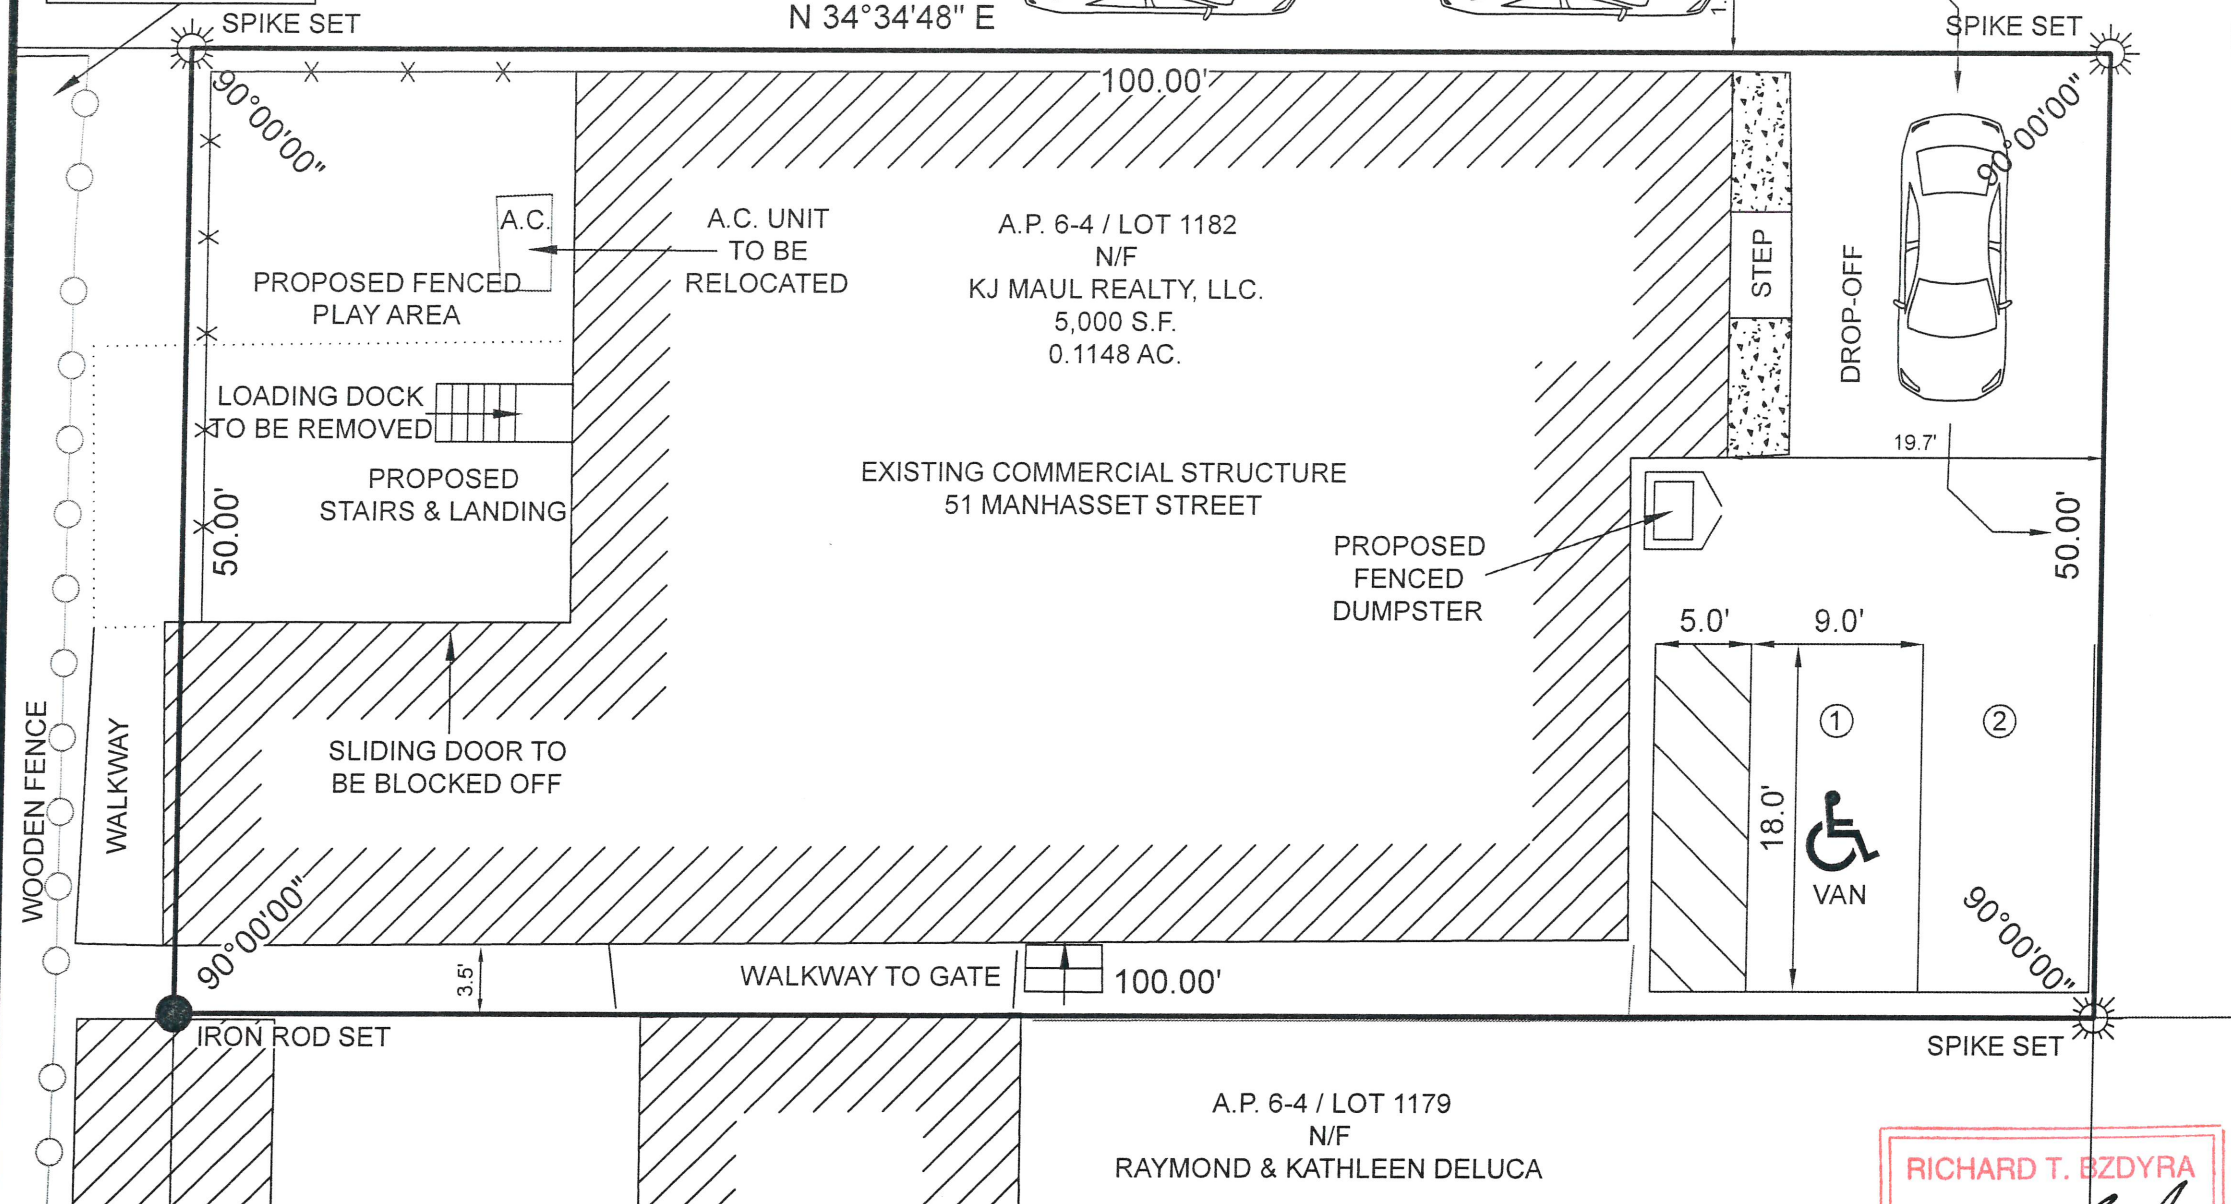 SPIKE SET
N 34°34'48" E
1.
SPIKE SET
90°00'00"
100.00'
90°00'00"
A.C.
A.C. UNIT
TO BE
RELOCATED
A.P. 6-4 / LOT 1182
N/F
KJ MAUL REALTY, LLC.
5,000 S.F.
0.1148 AC.
STEP
DROP-OFF
PROPOSED FENCED
PLAY AREA
LOADING DOCK
TO BE REMOVED
PROPOSED
STAIRS & LANDING
50.00'
EXISTING COMMERCIAL STRUCTURE
51 MANHASSET STREET
19.7'
50.00'
PROPOSED
FENCED
DUMPSTER
5.0'
9.0'
1
2
18.0'
VAN
SLIDING DOOR TO
BE BLOCKED OFF
WOODEN FENCE
WALKWAY
90°00'00"
90°00'00"
3.5'
WALKWAY TO GATE
100.00'
IRON ROD SET
SPIKE SET
A.P. 6-4 / LOT 1179
N/F
RAYMOND & KATHLEEN DELUCA
RICHARD T. BZDYRA